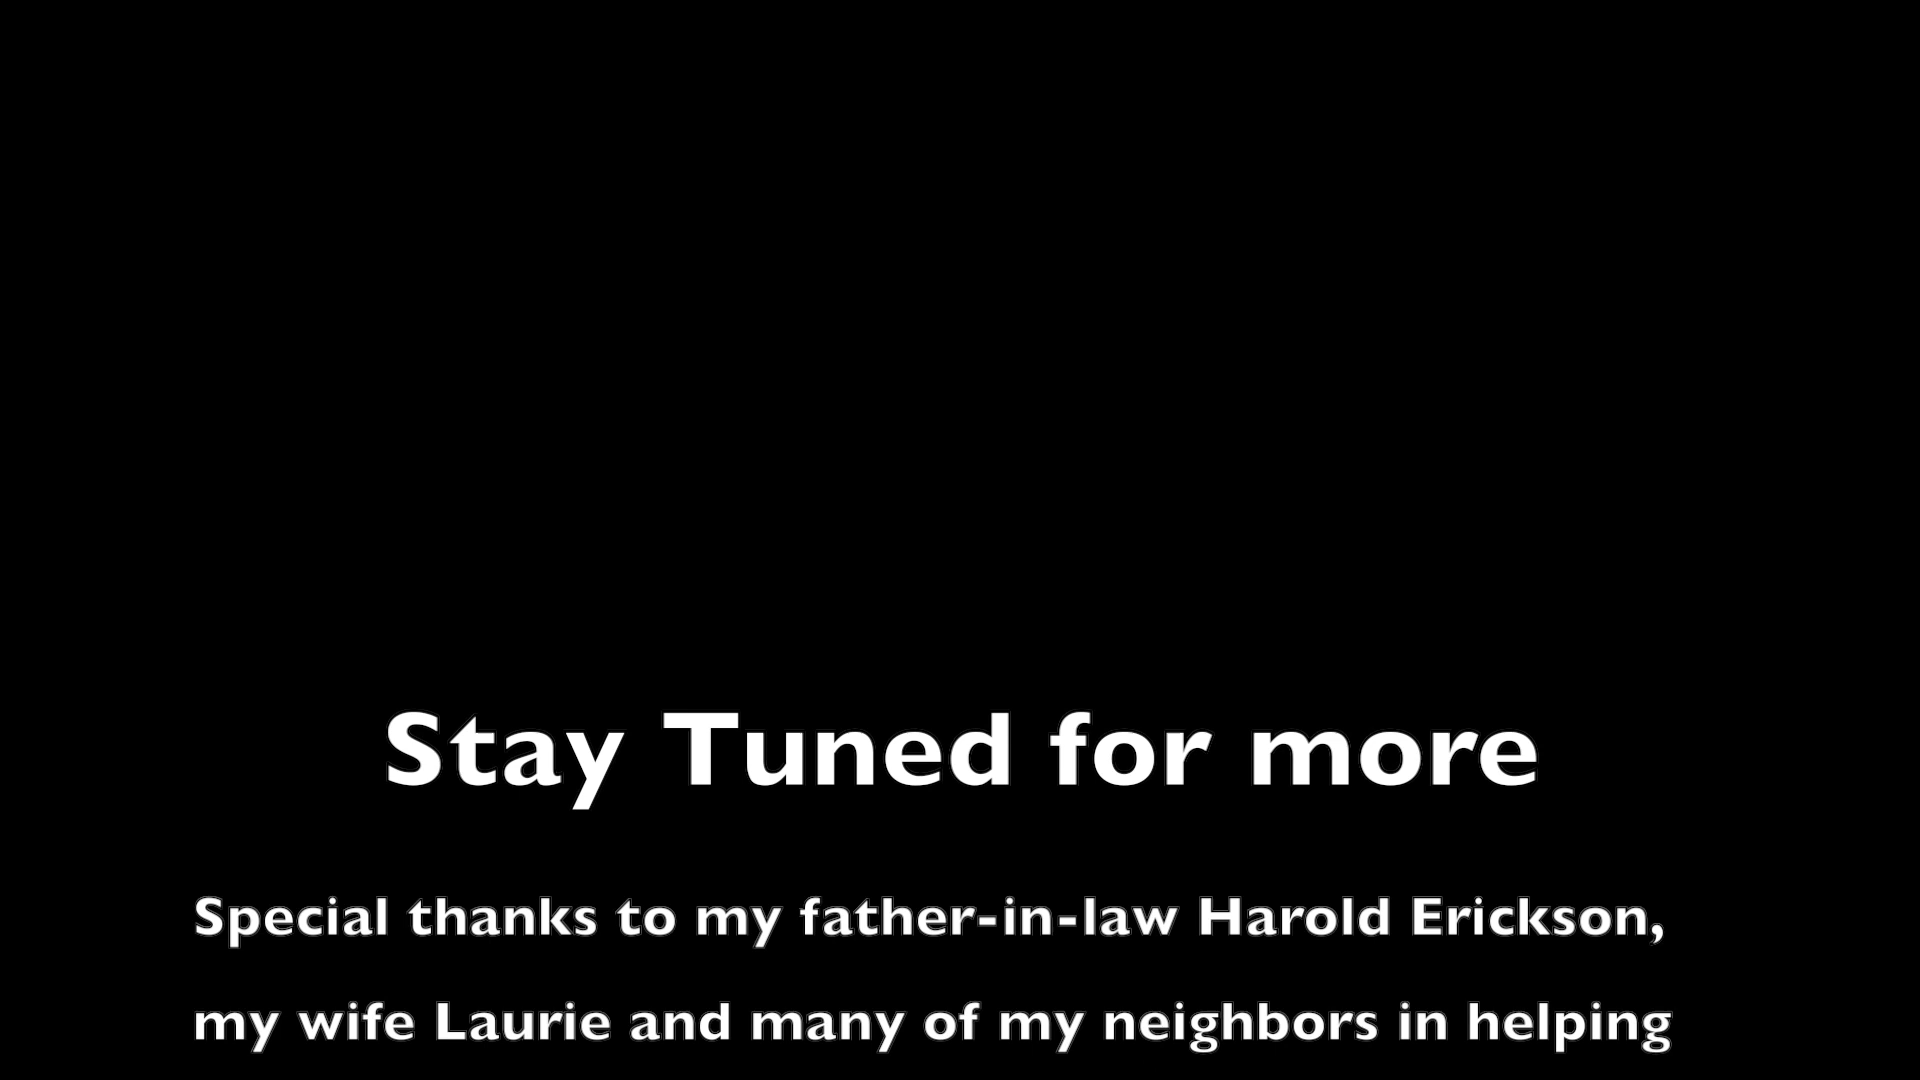 Stay Tuned for more
Special thanks to my father-in-law Harold Erickson,
my wife Laurie and many of my neighbors in helping